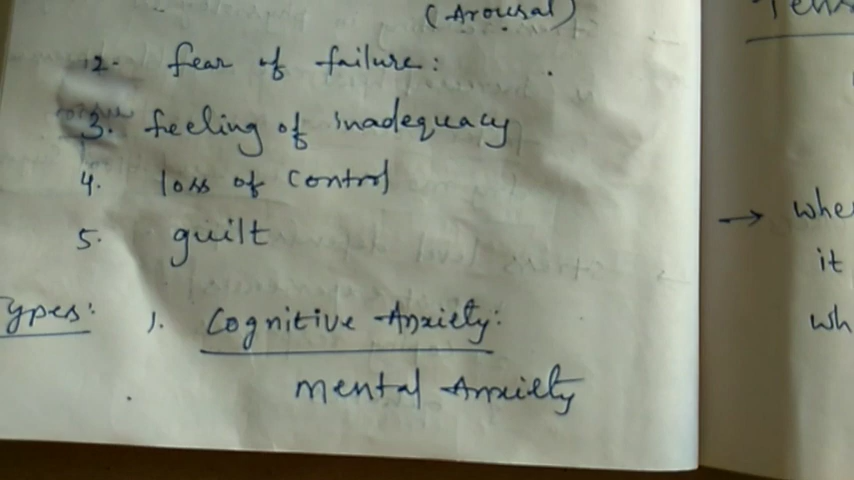 (Arousal)
2. fear of failure:
3. feeling of inadequacy
4. loss of control
5. guilt
Types: 1. Cognitive Anxiety:
mental Anxiety
Tens
→ whe
it
wh